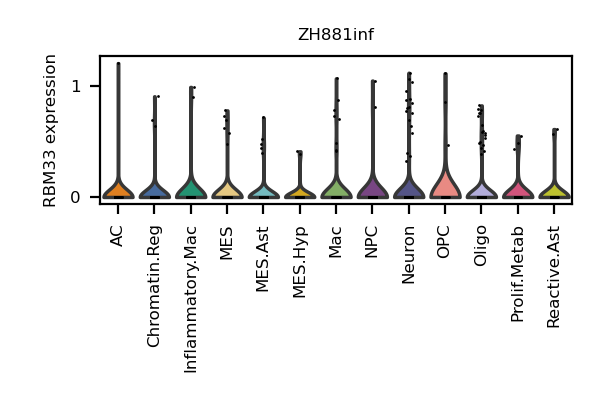 ZH881inf
RBM33 expression
1
0
AC
Chromatin.Reg
Inflammatory.Mac
MES
MES.Ast
MES.Hyp
Mac
NPC
Neuron
OPC
Oligo
Prolif.Metab
Reactive.Ast